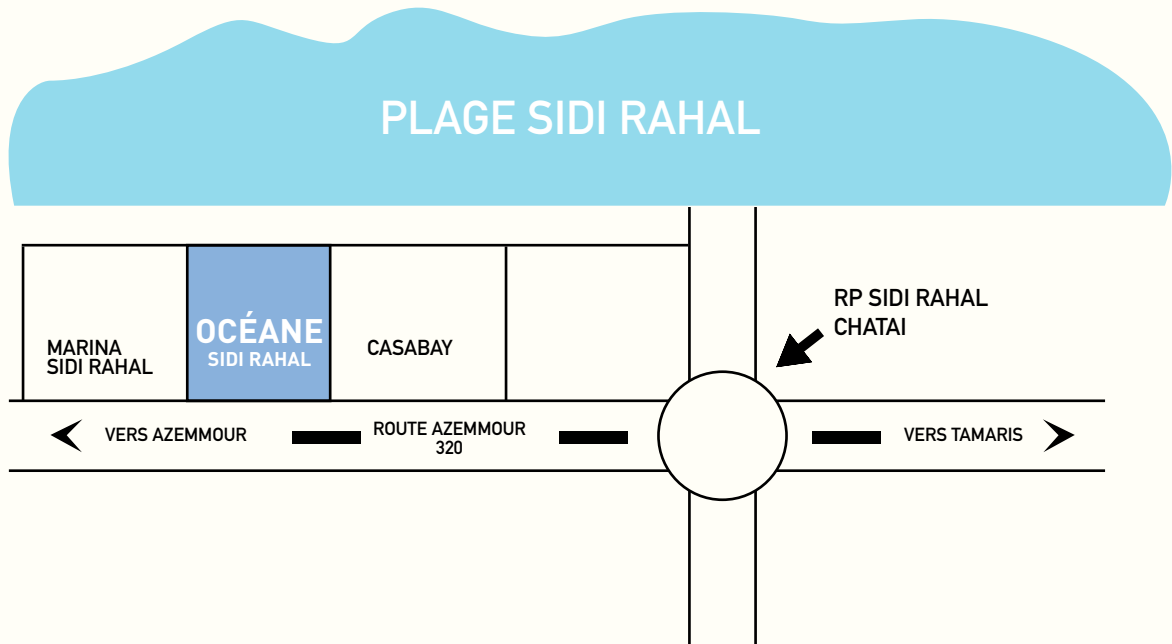 PLAGE SIDI RAHAL
RP SIDI RAHAL
CHATAI
MARINA
SIDI RAHAL
OCÉANE
SIDI RAHAL
CASABAY
VERS AZEMMOUR
ROUTE AZEMMOUR
320
VERS TAMARIS